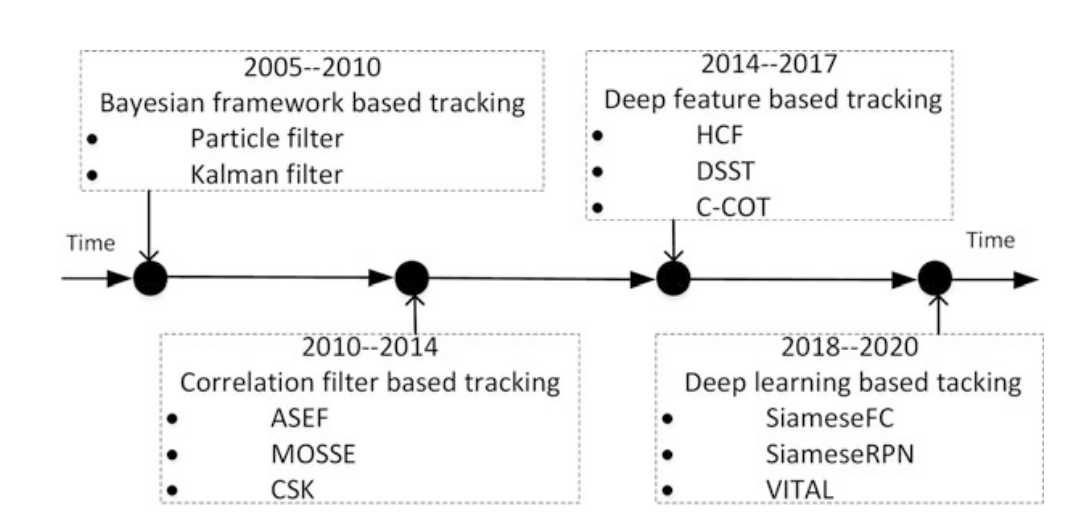 2005--2010
Bayesian framework based tracking
• Particle filter
• Kalman filter
2014--2017
Deep feature based tracking
• HCF
• DSST
• C-COT
Time
Time
2010--2014
Correlation filter based tracking
• ASEF
• MOSSE
• CSK
2018--2020
Deep learning based tacking
• SiameseFC
• SiameseRPN
• VITAL